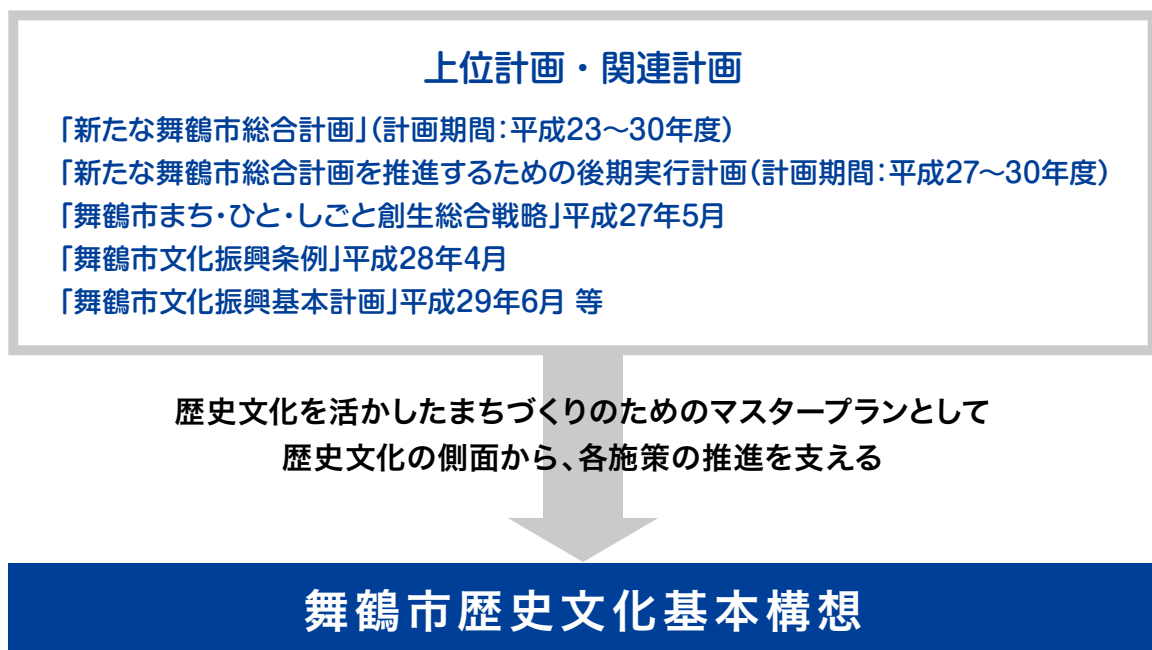 上位計画・関連計画
「新たな舞鶴市総合計画」(計画期間:平成23〜30年度)
「新たな舞鶴市総合計画を推進するための後期実行計画(計画期間:平成27〜30年度)
「舞鶴市まち・ひと・しごと創生総合戦略」平成27年5月
「舞鶴市文化振興条例」平成28年4月
「舞鶴市文化振興基本計画」平成29年6月 等
歴史文化を活かしたまちづくりのためのマスタープランとして
歴史文化の側面から、各施策の推進を支える
舞鶴市歴史文化基本構想